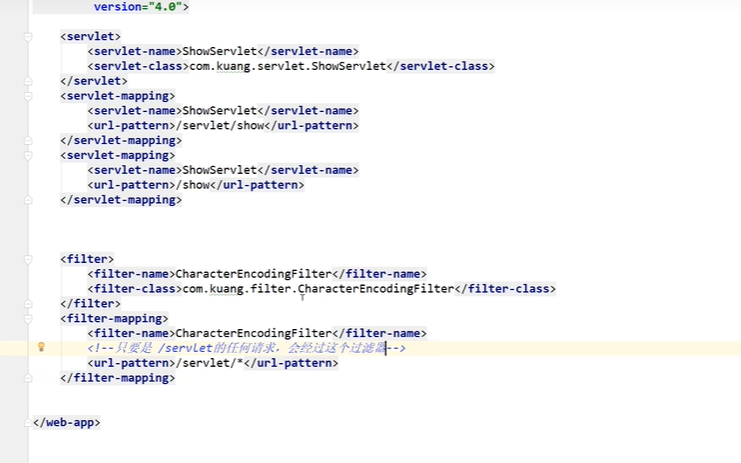 version="4.0">
<servlet>
<servlet-name>ShowServlet</servlet-name>
<servlet-class>com.kuang.servlet.ShowServlet</servlet-class>
</servlet>
<servlet-mapping>
<servlet-name>ShowServlet</servlet-name>
<url-pattern>/servlet/show</url-pattern>
</servlet-mapping>
<servlet-mapping>
<servlet-name>ShowServlet</servlet-name>
<url-pattern>/show</url-pattern>
</servlet-mapping>
<filter>
<filter-name>CharacterEncodingFilter</filter-name>
<filter-class>com.kuang.filter.CharacterEncodingFilter</filter-class>
</filter>
<filter-mapping>
<filter-name>CharacterEncodingFilter</filter-name>
<!--只要是 /servlet的任何请求，会经过这个过滤器-->
<url-pattern>/servlet/*</url-pattern>
</filter-mapping>
</web-app>